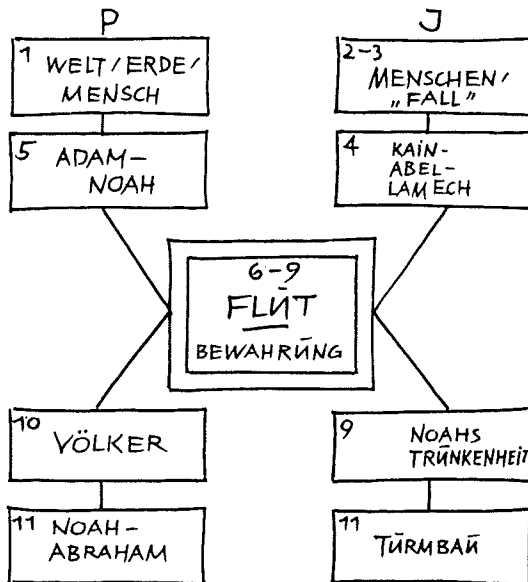 P
J
1 WELT/ERDE/
MENSCH
2-3
MENSCHEN/
„FALL"
5 ADAM-
NOAH
4 KAIN-
ABEL-
LAMECH
6-9
FLUT
BEWAHRUNG
10
VÖLKER
9 NOAHS
TRUNKENHEIT
11 NOAH-
ABRAHAM
11
TURMBAU